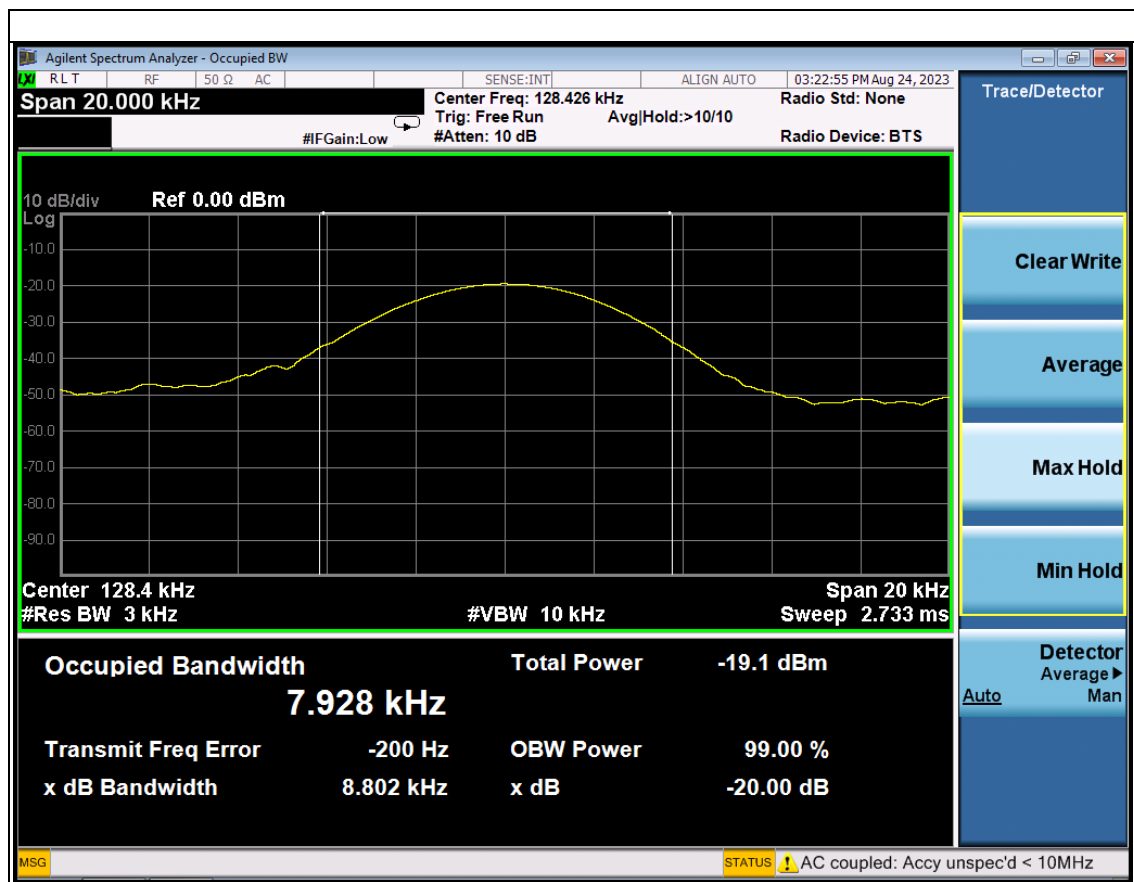 Agilent Spectrum Analyzer - Occupied BW
LXI RLT RF 50 Ω AC SENSE:INT ALIGN AUTO 03:22:55 PM Aug 24, 2023
Span 20.000 kHz
Center Freq: 128.426 kHz Radio Std: None
Trig: Free Run Avg|Hold:>10/10
#IFGain:Low #Atten: 10 dB Radio Device: BTS
10 dB/div Ref 0.00 dBm
Log
-10.0
-20.0
-30.0
-40.0
-50.0
-60.0
-70.0
-80.0
-90.0
Center 128.4 kHz Span 20 kHz
#Res BW 3 kHz #VBW 10 kHz Sweep 2.733 ms
Occupied Bandwidth Total Power -19.1 dBm
7.928 kHz
Transmit Freq Error -200 Hz OBW Power 99.00 %
x dB Bandwidth 8.802 kHz x dB -20.00 dB
Trace/Detector
Clear Write
Average
Max Hold
Min Hold
Detector
Average▶
Auto Man
MSG STATUS AC coupled: Accy unspec'd < 10MHz